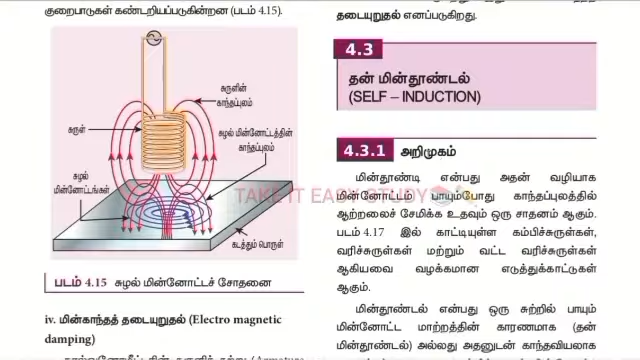 குறைபாடுகள் கண்டறியப்படுகின்றன (படம் 4.15).
சுருளின்
காந்தப்புலம்
சுருள்
சுழல் மின்னோட்டத்தின்
காந்தப்புலம்
சுழல்
மின்னோட்டங்கள்
கடத்தும் பொருள்
படம் 4.15 சுழல் மின்னோட்டச் சோதனை
iv. மின்காந்தத் தடையுறுதல் (Electro magnetic
damping)
தடையுறுதல் எனப்படுகிறது.
4.3
தன் மின்தூண்டல்
(SELF – INDUCTION)
4.3.1 அறிமுகம்
மின்தூண்டி என்பது அதன் வழியாக
மின்னோட்டம் பாயும்போது காந்தப்புலத்தில்
ஆற்றலைச் சேமிக்க உதவும் ஒரு சாதனம் ஆகும்.
படம் 4.17 இல் காட்டியுள்ள கம்பிச்சுருள்கள்,
வரிச்சுருள்கள் மற்றும் வட்ட வரிச்சுருள்கள்
ஆகியவை வழக்கமான எடுத்துக்காட்டுகள்
ஆகும்.
மின்தூண்டல் என்பது ஒரு சுற்றில் பாயும்
மின்னோட்ட மாற்றத்தின் காரணமாக (தன்
மின்தூண்டல்) அல்லது அதனுடன் காந்தவியலாக
TAKE IT EASY STUDY